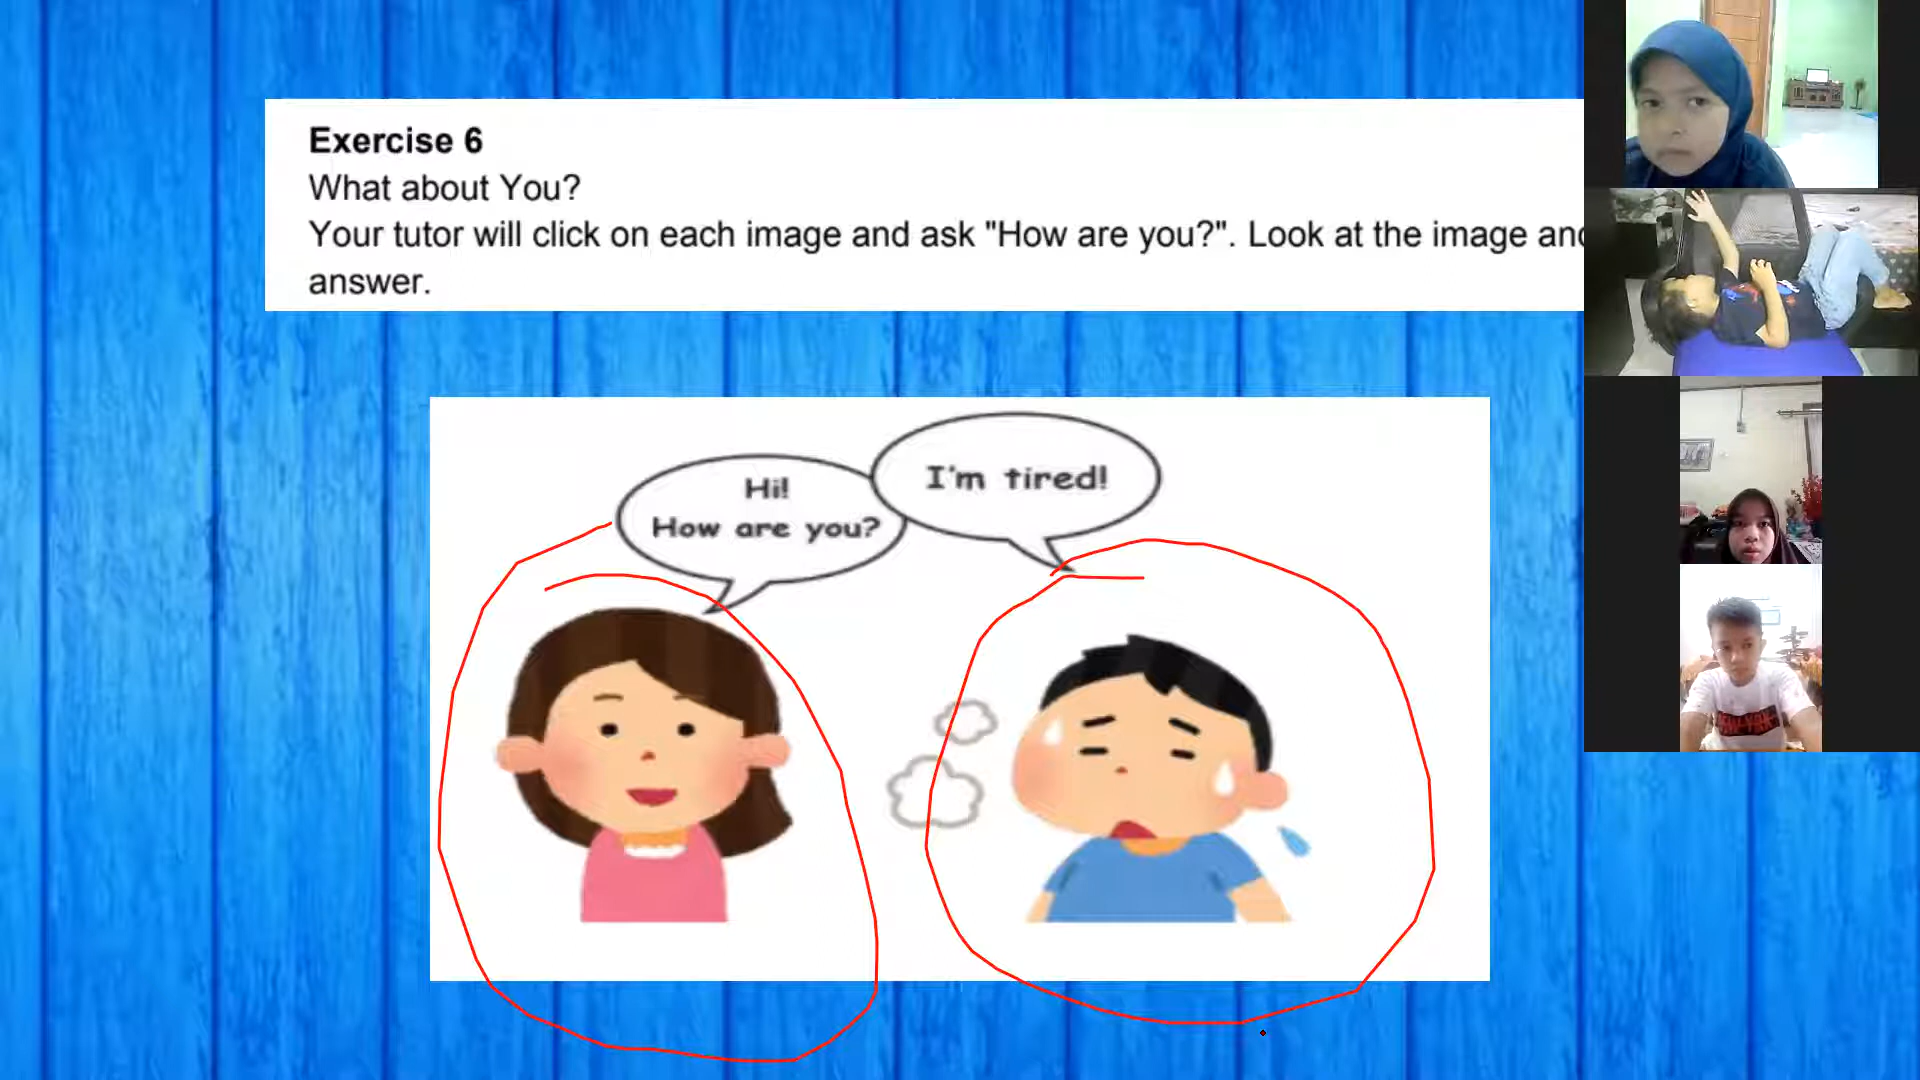 Exercise 6
What about You?
Your tutor will click on each image and ask "How are you?". Look at the image and
answer.
I'm tired!
Hi!
How are you?